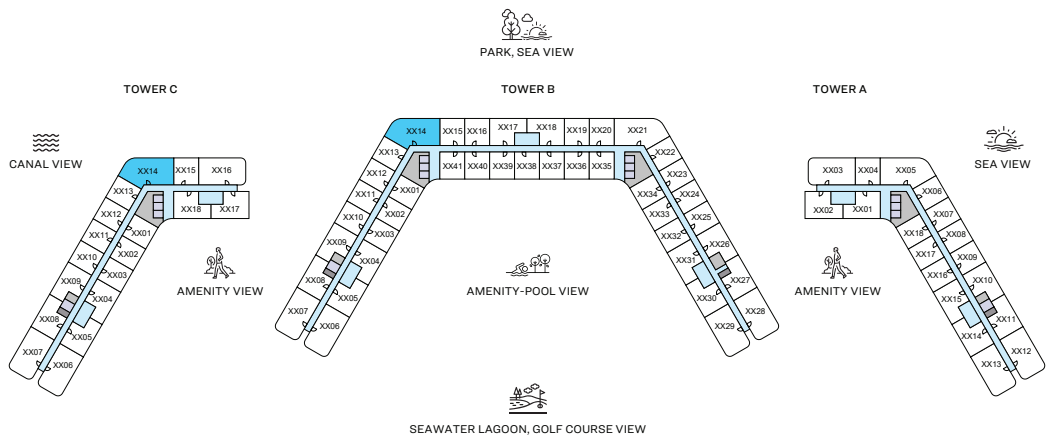 PARK, SEA VIEW
TOWER C
TOWER B
TOWER A
CANAL VIEW
SEA VIEW
XX14
XX15
XX16
XX13
XX12
XX11
XX10
XX09
XX08
XX07
XX18
XX17
XX01
XX02
XX03
XX04
XX05
XX06
AMENITY VIEW
XX14
XX15
XX16
XX17
XX18
XX19
XX20
XX21
XX13
XX12
XX11
XX10
XX09
XX08
XX07
XX41
XX40
XX39
XX38
XX37
XX36
XX35
XX01
XX02
XX03
XX04
XX05
XX06
XX22
XX23
XX24
XX25
XX26
XX27
XX28
XX34
XX33
XX32
XX31
XX30
XX29
AMENITY-POOL VIEW
XX03
XX04
XX05
XX02
XX01
XX06
XX07
XX08
XX09
XX10
XX11
XX12
XX18
XX17
XX16
XX15
XX14
XX13
AMENITY VIEW
SEAWATER LAGOON, GOLF COURSE VIEW